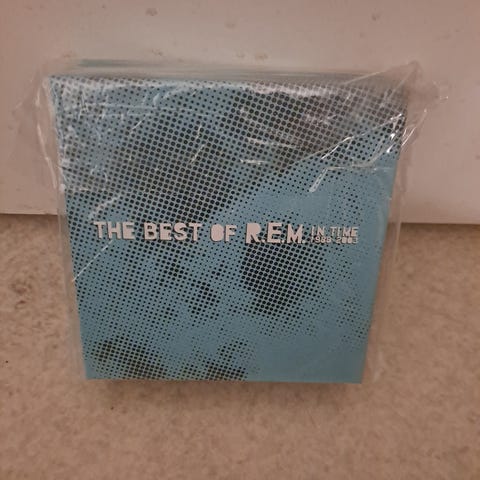 THE BEST OF R.E.M. IN TIME
1988-2003